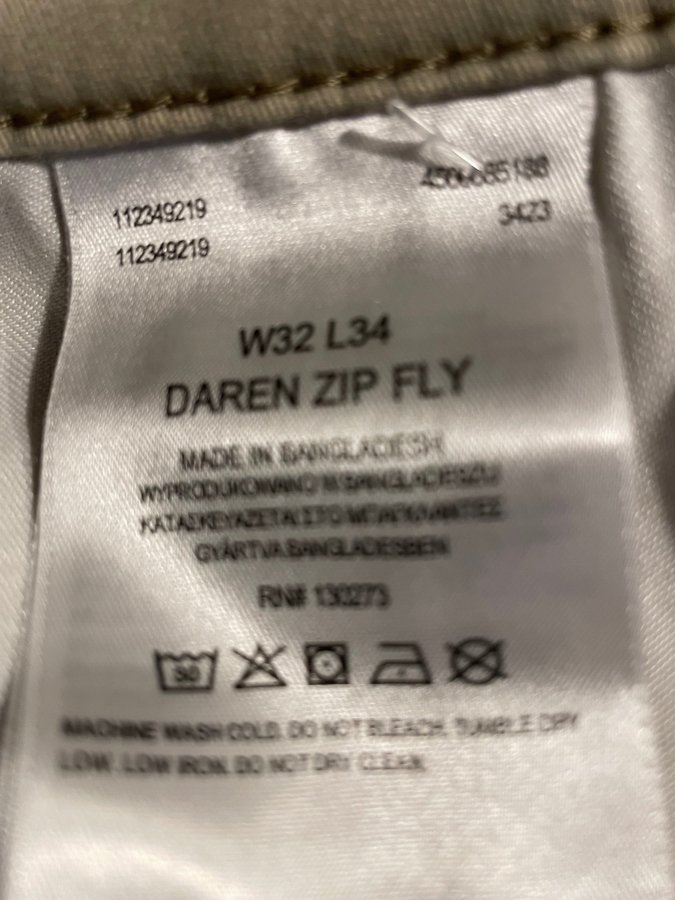 112349219
3423
112349219
W32 L34
DAREN ZIP FLY
MADE IN BANGLADESH
WYPRODUKOWANO W BANGLADESZU
GYÁRTVA BANGLADESBEN
RN# 130273
30
MACHINE WASH COLD. DO NOT BLEACH. TUMBLE DRY
LOW. LOW IRON. DO NOT DRY CLEAN.